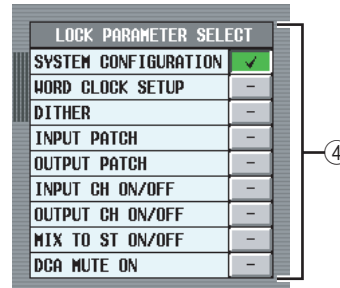 LOCK PARAMETER SELECT
SYSTEM CONFIGURATION ✓
WORD CLOCK SETUP –
DITHER –
INPUT PATCH –
OUTPUT PATCH –
INPUT CH ON/OFF –
OUTPUT CH ON/OFF –
MIX TO ST ON/OFF –
DCA MUTE ON –
④